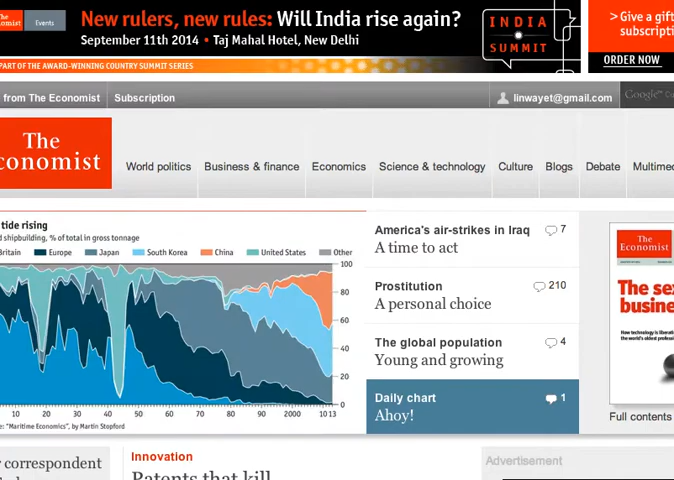 Economist
Events
New rulers, new rules: Will India rise again?
September 11th 2014 • Taj Mahal Hotel, New Delhi
PART OF THE AWARD-WINNING COUNTRY SUMMIT SERIES
INDIA
SUMMIT
> Give a gift
ORDER NOW
from The Economist
Subscription
linwayet@gmail.com
Google™
The
conomist
World politics
Business & finance
Economics
Science & technology
Culture
Blogs
Debate
Multimed
tide rising
shipbuilding, % of total in gross tonnage
Britain
Europe
Japan
South Korea
China
United States
Other
100
80
60
40
20
0
10 20 30 40 50 60 70 80 90 2000 10 13
"Maritime Economics", by Martin Stopford
America's air-strikes in Iraq
7
A time to act
Prostitution
210
A personal choice
The global population
4
Young and growing
Daily chart
1
Ahoy!
The
Economist
The sex
business
Full contents
correspondent
Innovation
Patents that kill
Advertisement